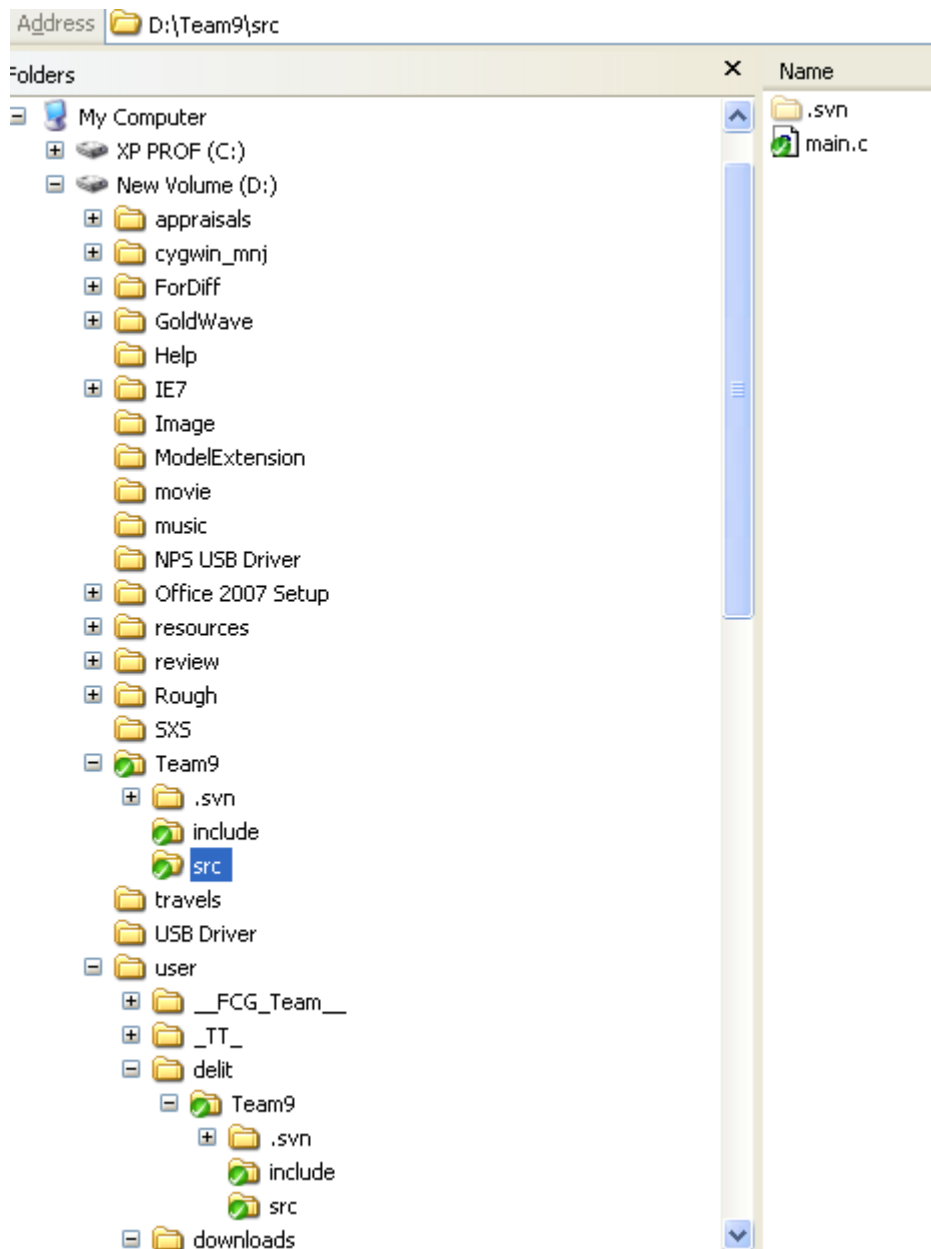 Address D:\Team9\src
Folders
My Computer
XP PROF (C:)
New Volume (D:)
appraisals
cygwin_mnj
ForDiff
GoldWave
Help
IE7
Image
ModelExtension
movie
music
NPS USB Driver
Office 2007 Setup
resources
review
Rough
SXS
Team9
.svn
include
src
travels
USB Driver
user
__FCG_Team__
_TT_
delit
Team9
.svn
include
src
downloads
Name
.svn
main.c